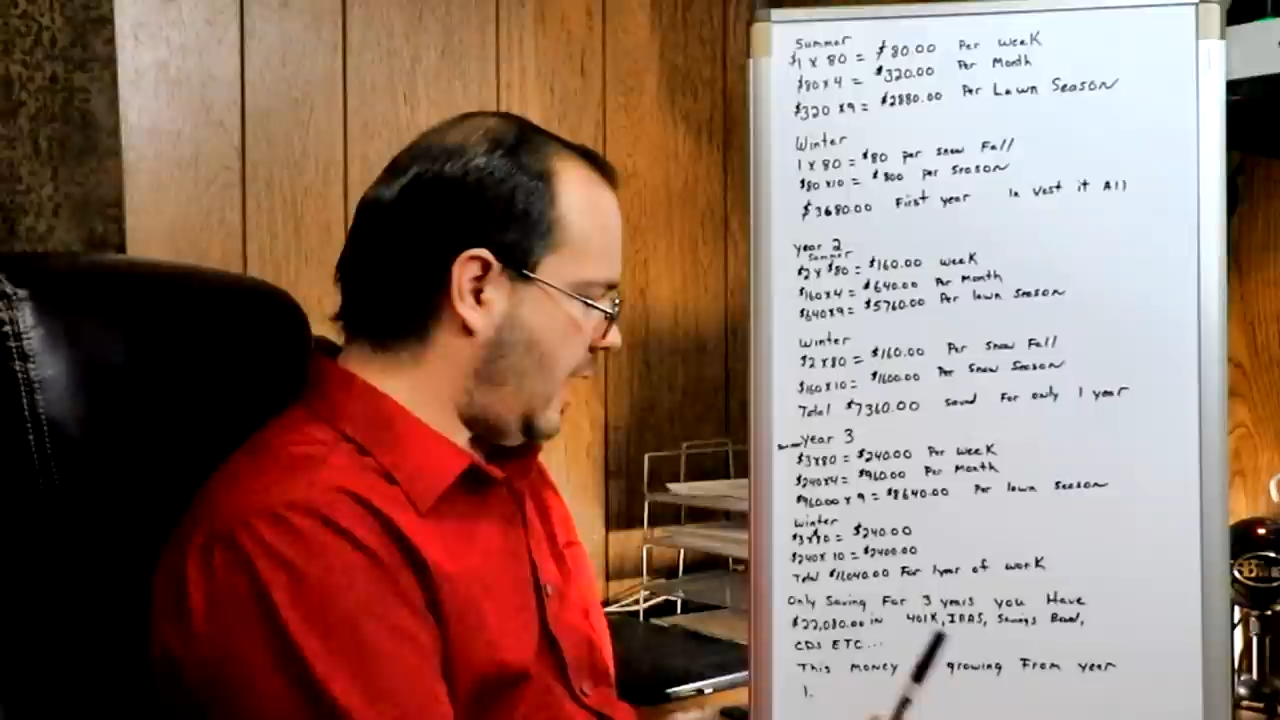 Summer
$1 x 80 = $80.00 Per Week
$80 x 4 = $320.00 Per Month
$320 x 9 = $2880.00 Per Lawn Season
Winter
1 x 80 = $80 per snow Fall
$80 x 10 = $800 per Season
$3680.00 First year In vest it All
year 2
Summer
$2 x $80 = $160.00 week
$160 x 4 = $640.00 Per Month
$640 x 9 = $5760.00 Per lawn Season
Winter
$2 x 80 = $160.00 Per Snow Fall
$160 x 10 = $1600.00 Per Snow Season
Total $7360.00 Saved For only 1 year
year 3
$3 x 80 = $240.00 Per Week
$240 x 4 = $960.00 Per Month
$960.00 x 9 = $8640.00 Per lawn Season
Winter
$3 x 80 = $240.00
$240 x 10 = $2400.00
Total $11040.00 For 1 year of work
Only Saving For 3 years you Have
$22,080.00 in 401K, IRAS, Savings Bond,
CDS ETC...
This Money growing From year
1.